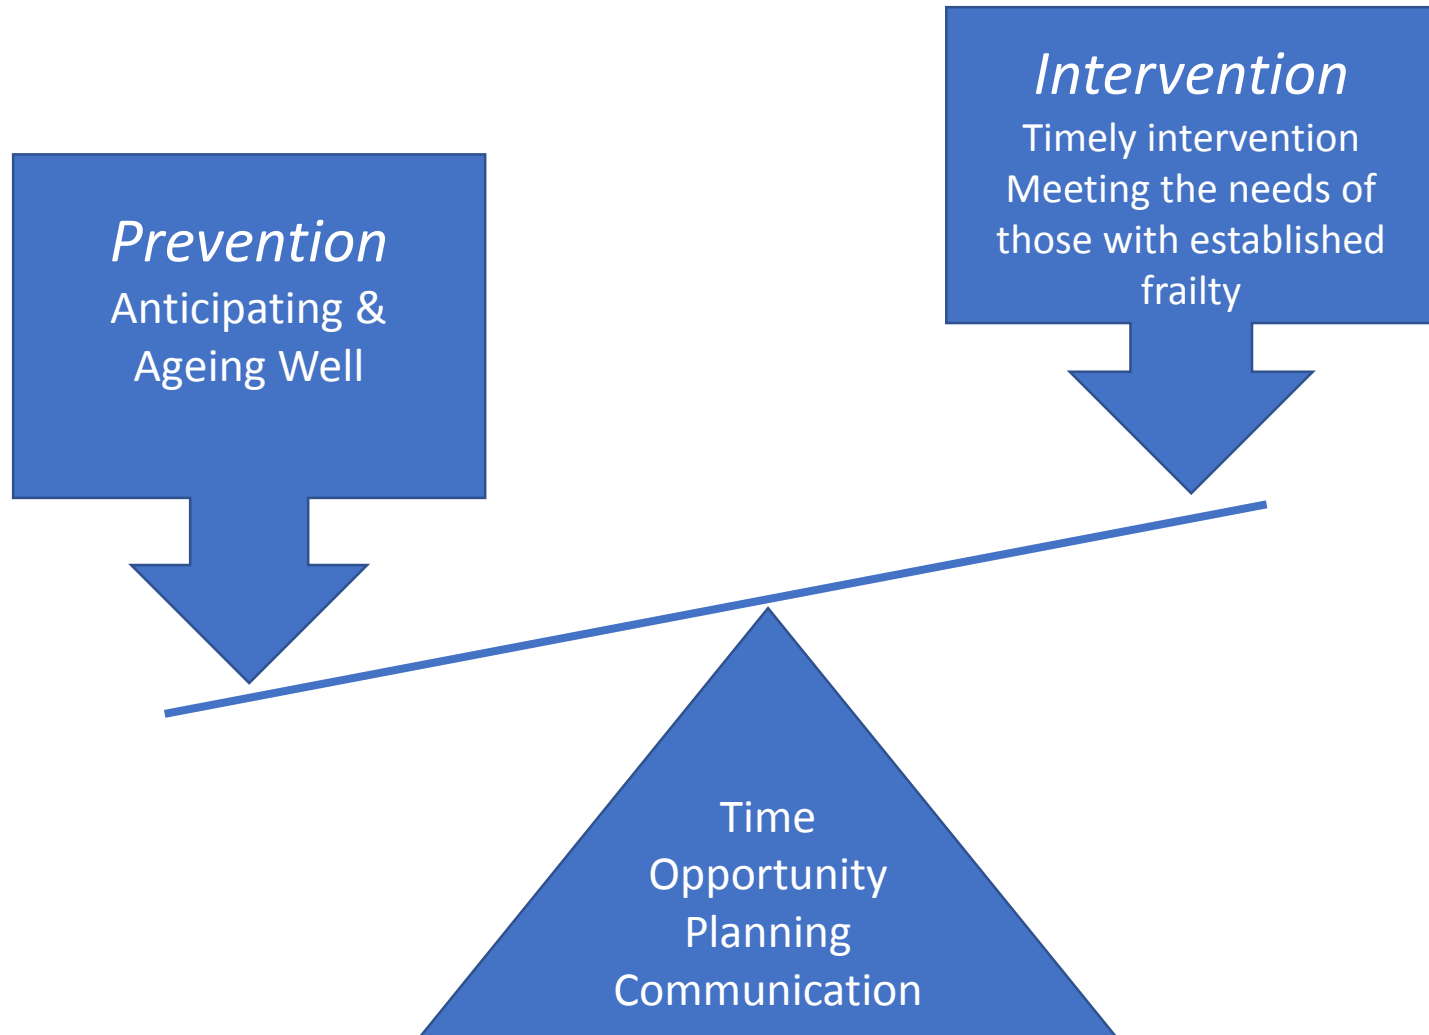 Prevention
Anticipating &
Ageing Well
Intervention
Timely intervention
Meeting the needs of
those with established
frailty
Time
Opportunity
Planning
Communication